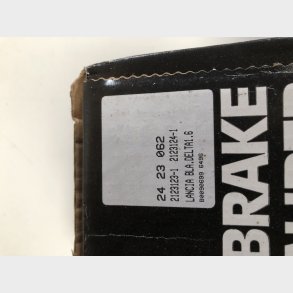 24 23 062
2123123-1 2123124-1
LANCIA BLA.DELTA1.6
BRAKE